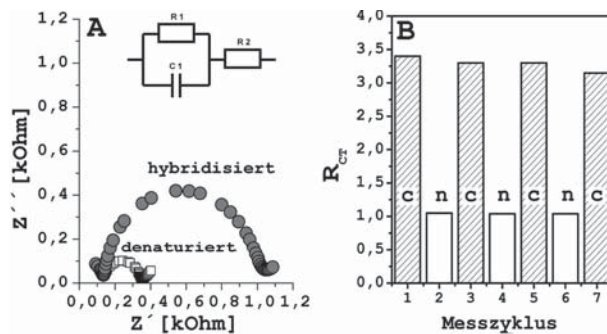 A
R1
R2
C1
hybridisiert
denaturiert
Z´´ [kOhm]
1,2
1,0
0,8
0,6
0,4
0,2
0,0
0,0 0,2 0,4 0,6 0,8 1,0 1,2
Z´ [kOhm]
B
R_CT
4,0
3,5
3,0
2,5
2,0
1,5
1,0
0,5
0,0
c n c n c n c
1 2 3 4 5 6 7
Messzyklus